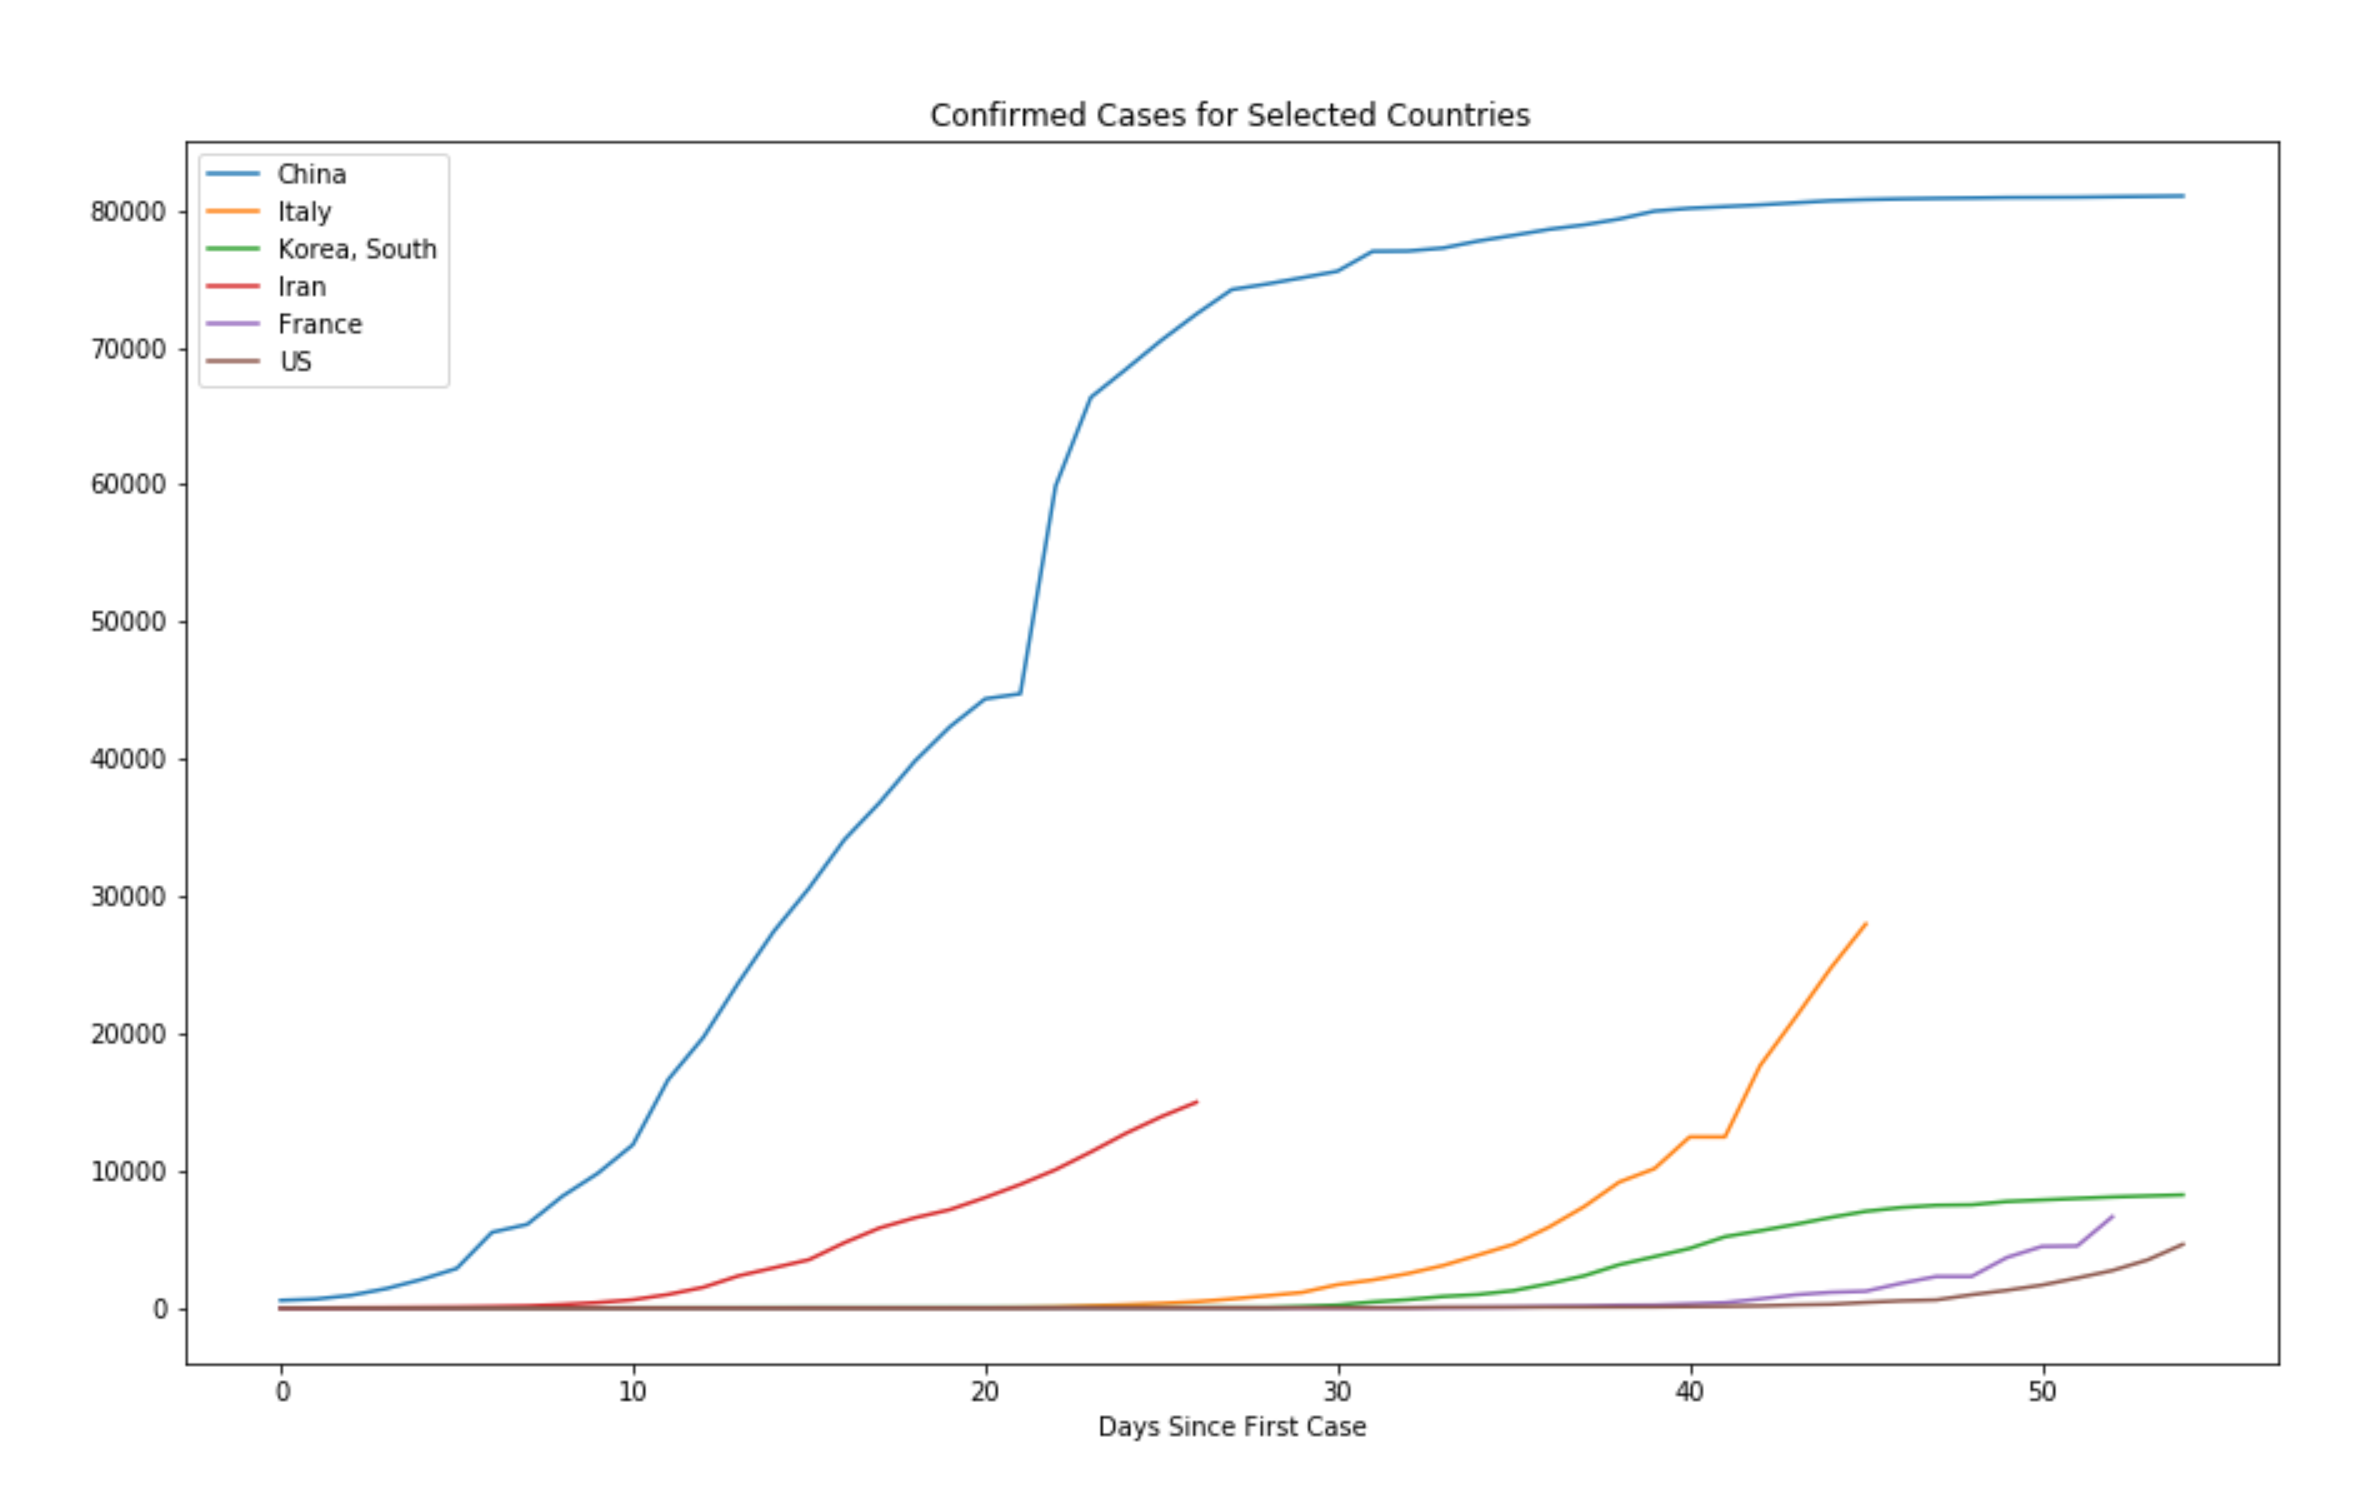 Confirmed Cases for Selected Countries
China
Italy
Korea, South
Iran
France
US
80000
70000
60000
50000
40000
30000
20000
10000
0
0 10 20 30 40 50
Days Since First Case